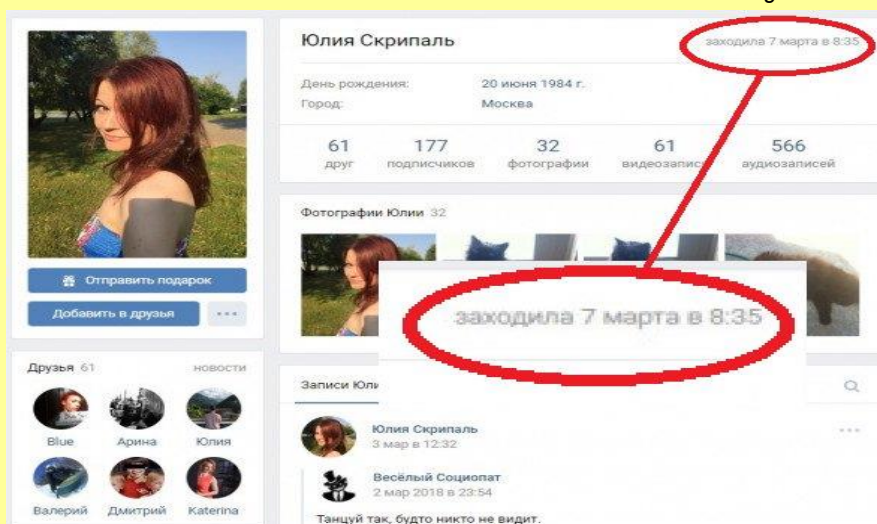 Юлия Скрипаль
заходила 7 марта в 8:35
День рождения: 20 июня 1984 г.
Город: Москва
61 177 32 61 566
друг подписчиков фотографии видеозапись аудиозаписей
Фотографии Юлии 32
Отправить подарок
Добавить в друзья
заходила 7 марта в 8:35
Друзья 61 новости
Blue Арина Юлия
Валерий Дмитрий Katerina
Записи Юли
Юлия Скрипаль
3 мар в 12:32
Весёлый Социопат
2 мар 2018 в 23:54
Танцуй так, будто никто не видит.